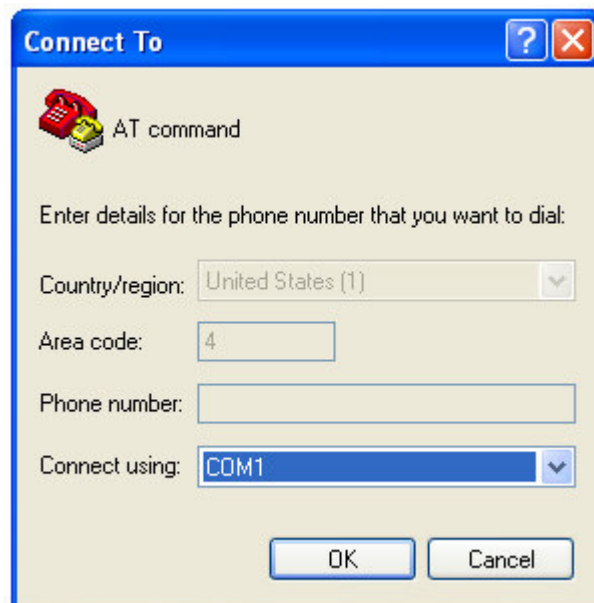 Connect To
AT command
Enter details for the phone number that you want to dial:
Country/region: United States (1)
Area code: 4
Phone number:
Connect using: COM1
OK Cancel